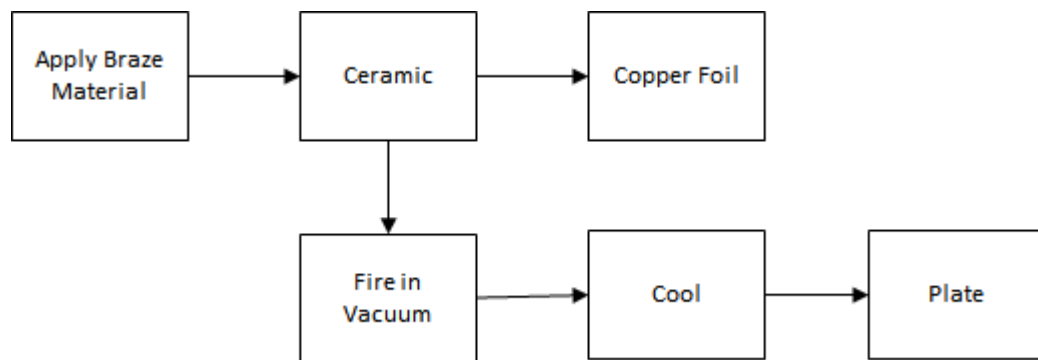 Apply Braze
Material
Ceramic
Copper Foil
Fire in
Vacuum
Cool
Plate